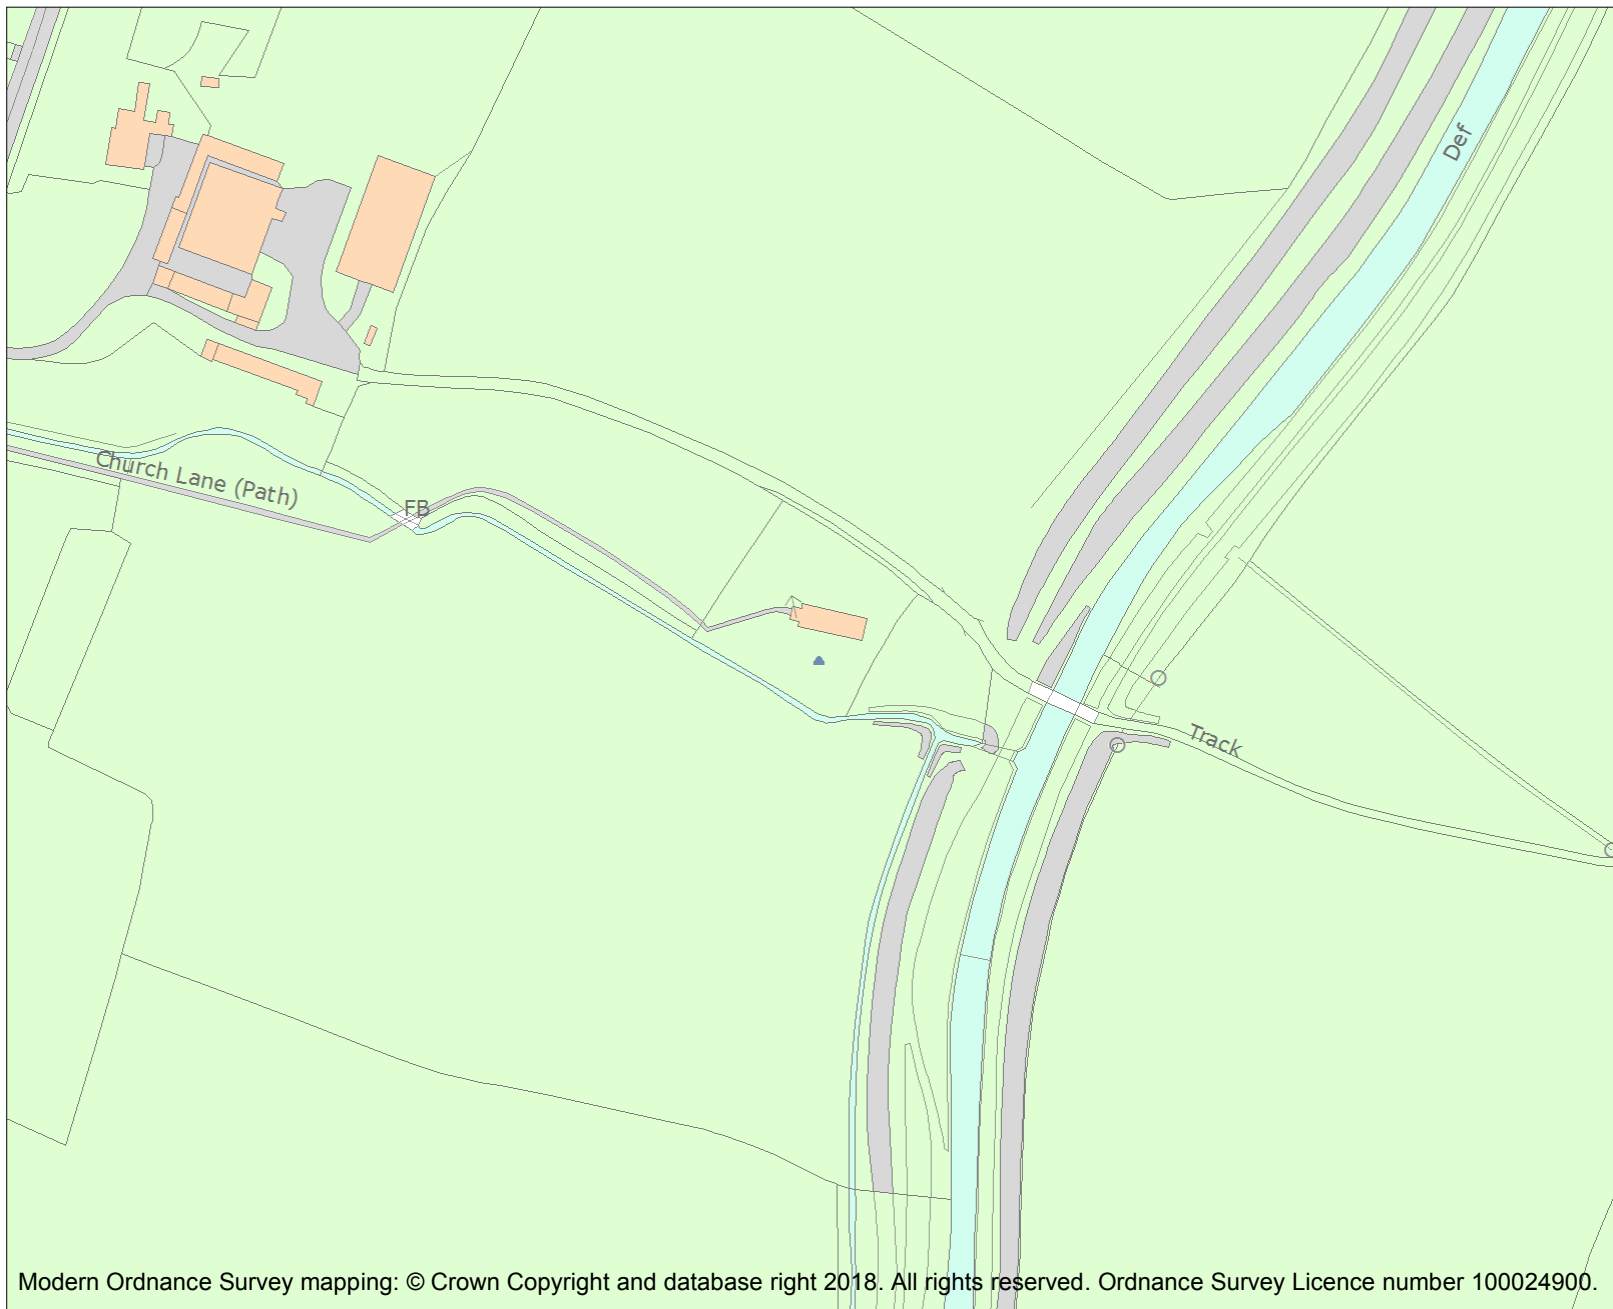 Def
Church Lane (Path)
FB
Track
Modern Ordnance Survey mapping: © Crown Copyright and database right 2018. All rights reserved. Ordnance Survey Licence number 100024900.